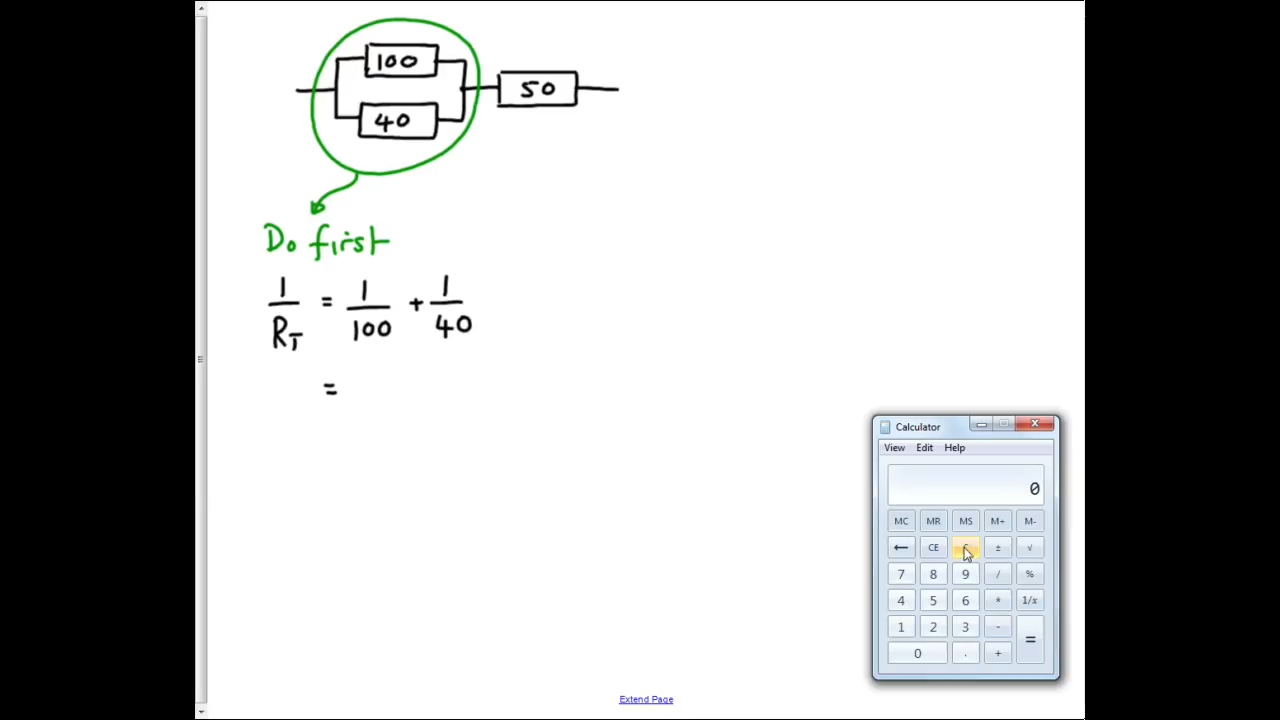 100
40
50
Do first
1/R_T = 1/100 + 1/40
=
Calculator
View Edit Help
0
MC MR MS M+ M-
← CE C ± √
7 8 9 / %
4 5 6 * 1/x
1 2 3 - =
0 . +
Extend Page